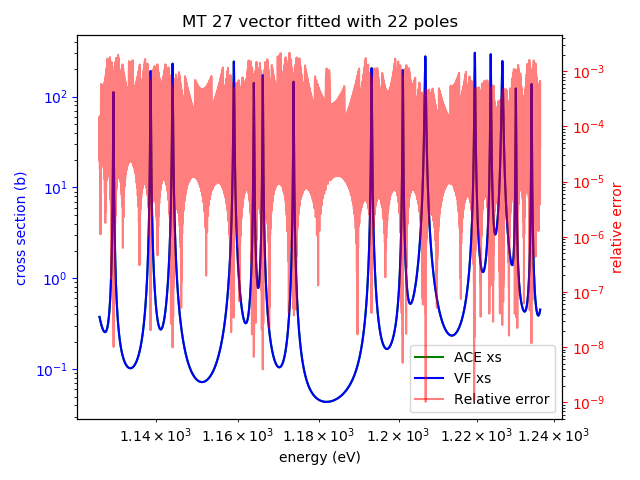 MT 27 vector fitted with 22 poles
cross section (b)
10²
10¹
10⁰
10⁻¹
10⁻³
10⁻⁴
10⁻⁵
10⁻⁶
10⁻⁷
10⁻⁸
10⁻⁹
relative error
ACE xs
VF xs
Relative error
1.14 × 10³ 1.16 × 10³ 1.18 × 10³ 1.2 × 10³ 1.22 × 10³ 1.24 × 10³
energy (eV)